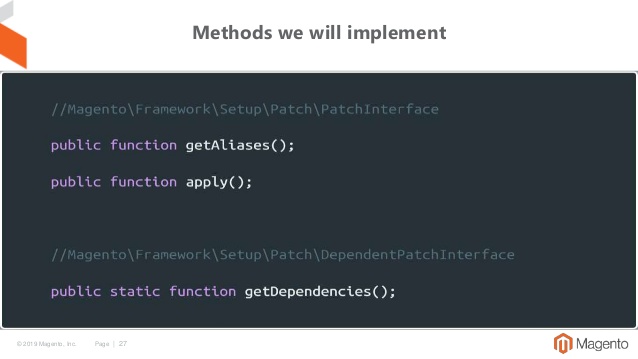 Methods we will implement
//Magento\Framework\Setup\Patch\PatchInterface
public function getAliases();
public function apply();
//Magento\Framework\Setup\Patch\DependentPatchInterface
public static function getDependencies();
© 2019 Magento, Inc. Page | 27
Magento